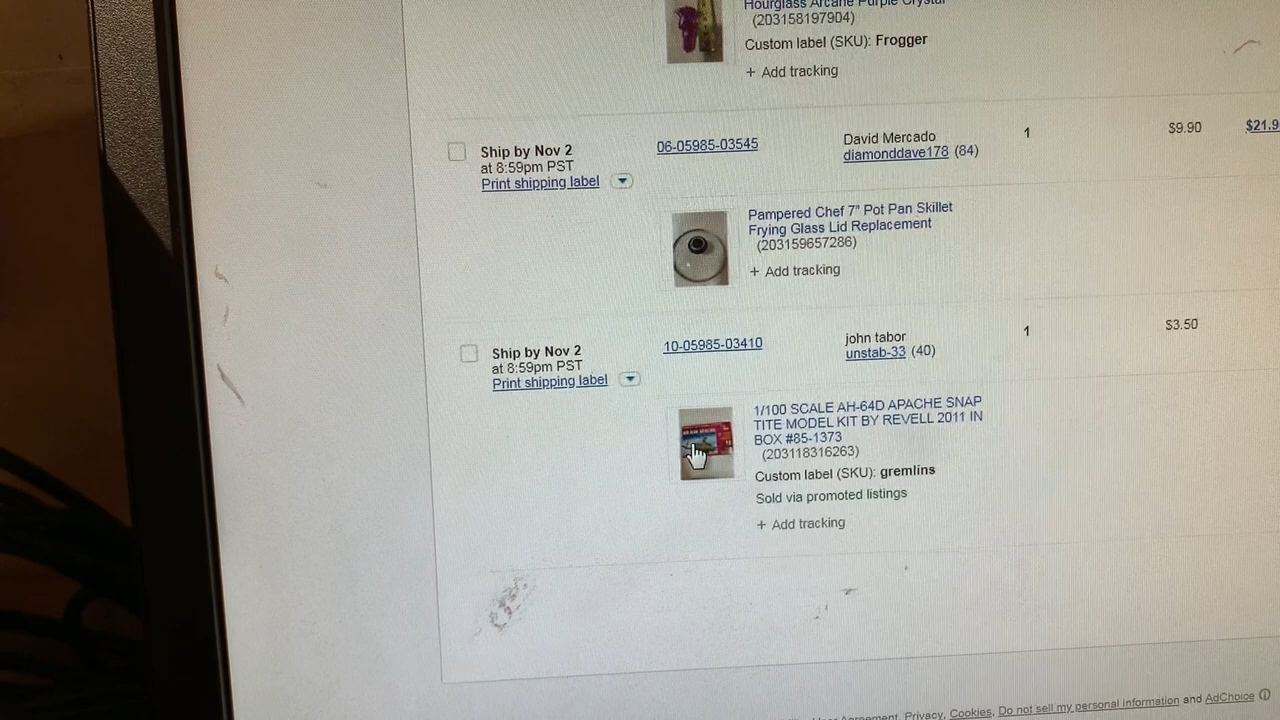 Hourglass Arcane Purple Crystal
(203158197904)
Custom label (SKU): Frogger
+ Add tracking
Ship by Nov 2
at 8:59pm PST
Print shipping label
06-05985-03545
David Mercado
diamonddave178 (84)
1
$9.90
$21.9
Pampered Chef 7" Pot Pan Skillet
Frying Glass Lid Replacement
(203159657286)
+ Add tracking
Ship by Nov 2
at 8:59pm PST
Print shipping label
10-05985-03410
john tabor
unstab-33 (40)
1
$3.50
1/100 SCALE AH-64D APACHE SNAP
TITE MODEL KIT BY REVELL 2011 IN
BOX #85-1373
(203118316263)
Custom label (SKU): gremlins
Sold via promoted listings
+ Add tracking
Agreement, Privacy, Cookies, Do not sell my personal information and AdChoice